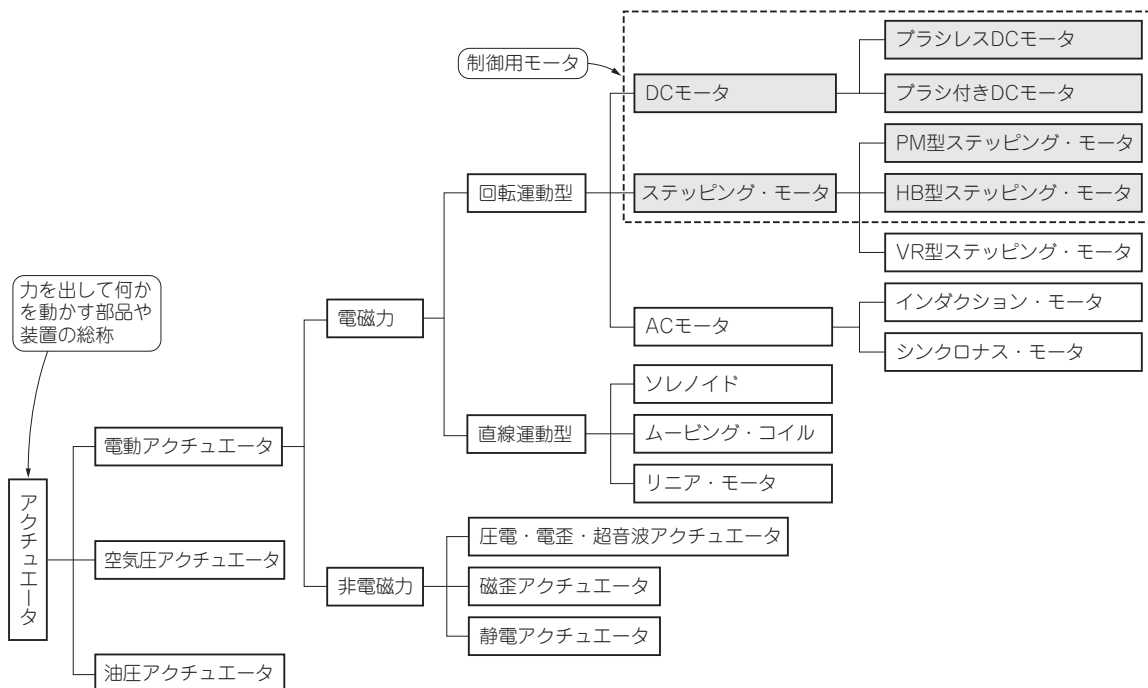 制御用モータ
ブラシレスDCモータ
DCモータ
ブラシ付きDCモータ
PM型ステッピング・モータ
回転運動型
ステッピング・モータ
HB型ステッピング・モータ
VR型ステッピング・モータ
力を出して何か
を動かす部品や
装置の総称
電磁力
ACモータ
インダクション・モータ
シンクロナス・モータ
ソレノイド
電動アクチュエータ
直線運動型
ムービング・コイル
リニア・モータ
アクチュエータ
圧電・電歪・超音波アクチュエータ
空気圧アクチュエータ
非電磁力
磁歪アクチュエータ
静電アクチュエータ
油圧アクチュエータ